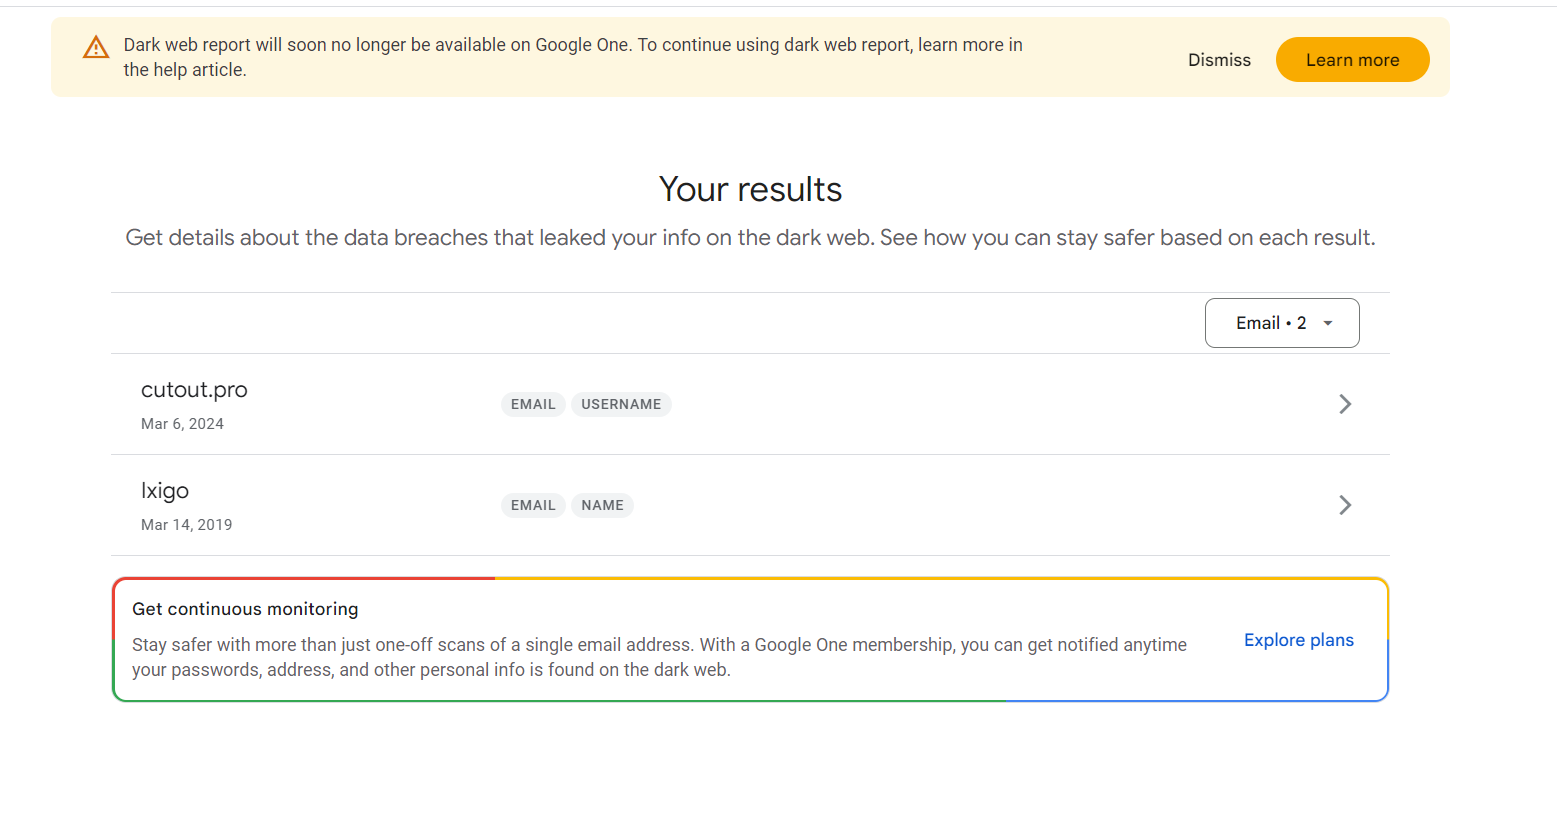 Dark web report will soon no longer be available on Google One. To continue using dark web report, learn more in
the help article.
Dismiss
Learn more
Your results
Get details about the data breaches that leaked your info on the dark web. See how you can stay safer based on each result.
Email • 2
cutout.pro
Mar 6, 2024
EMAIL USERNAME
Ixigo
Mar 14, 2019
EMAIL NAME
Get continuous monitoring
Stay safer with more than just one-off scans of a single email address. With a Google One membership, you can get notified anytime
your passwords, address, and other personal info is found on the dark web.
Explore plans